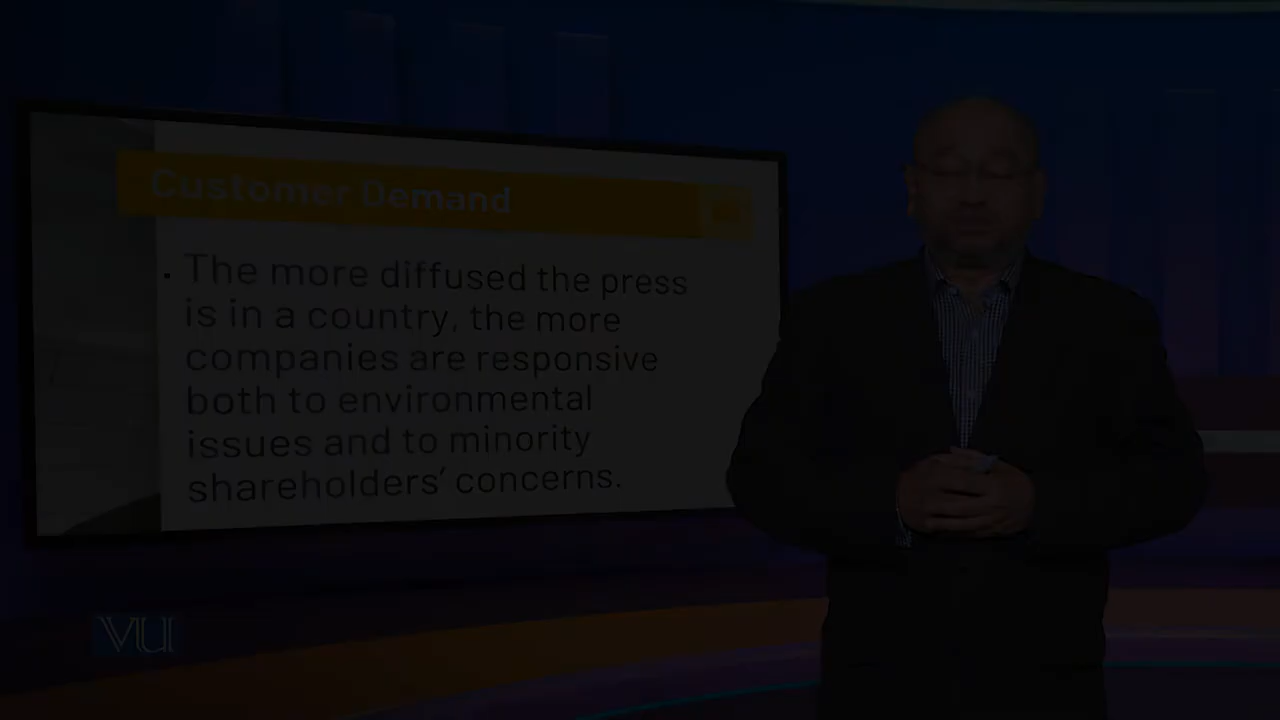 Customer Demand
• The more diffused the press
is in a country, the more
companies are responsive
both to environmental
issues and to minority
shareholders' concerns.
VU